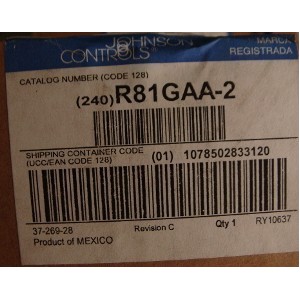 JOHNSON
CONTROLS
MARCA
REGISTRADA
CATALOG NUMBER (CODE 128)
(240)R81GAA-2
SHIPPING CONTAINER CODE
(UCC/EAN CODE 128)
(01) 1078502833120
37-269-28
Revision C
Qty 1
RY10637
Product of MEXICO